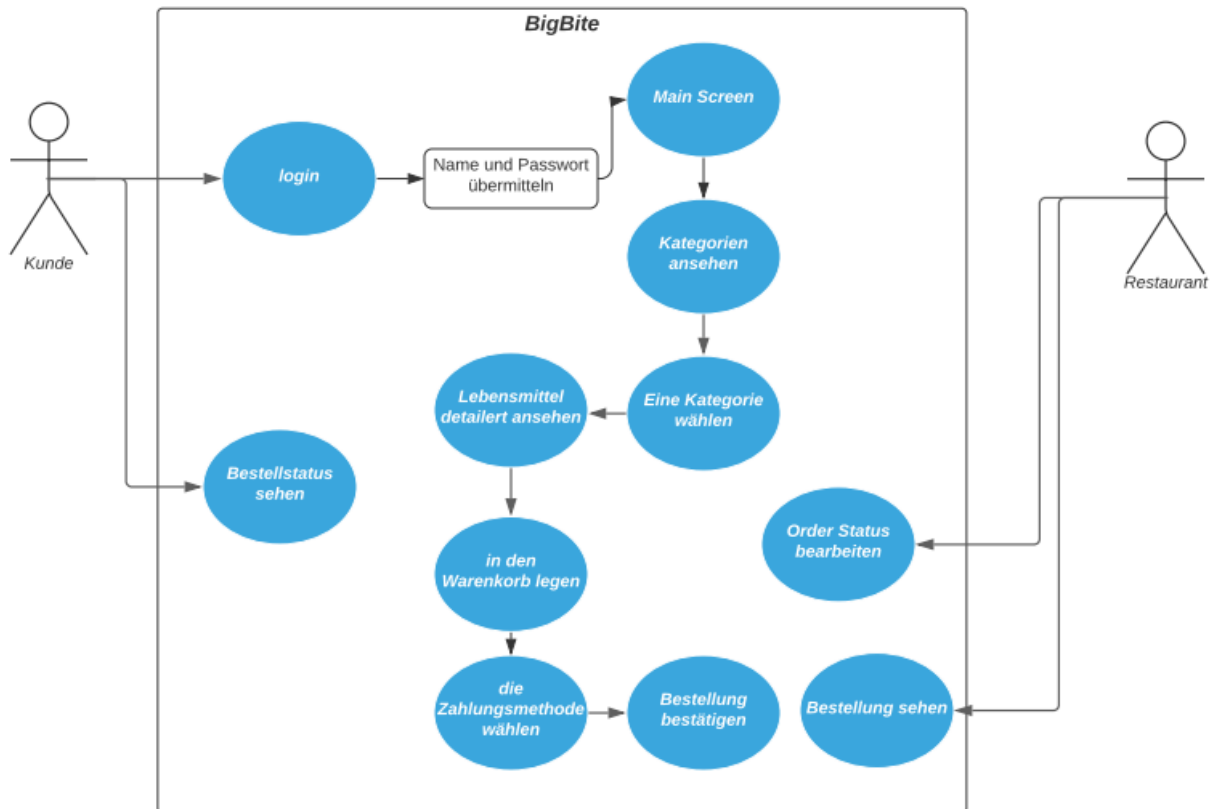 BigBite
Main Screen
login
Name und Passwort
übermitteln
Kunde
Kategorien
ansehen
Restaurant
Lebensmittel
detailert ansehen
Eine Kategorie
wählen
Bestellstatus
sehen
Order Status
bearbeiten
in den
Warenkorb legen
die
Zahlungsmethode
wählen
Bestellung
bestätigen
Bestellung sehen